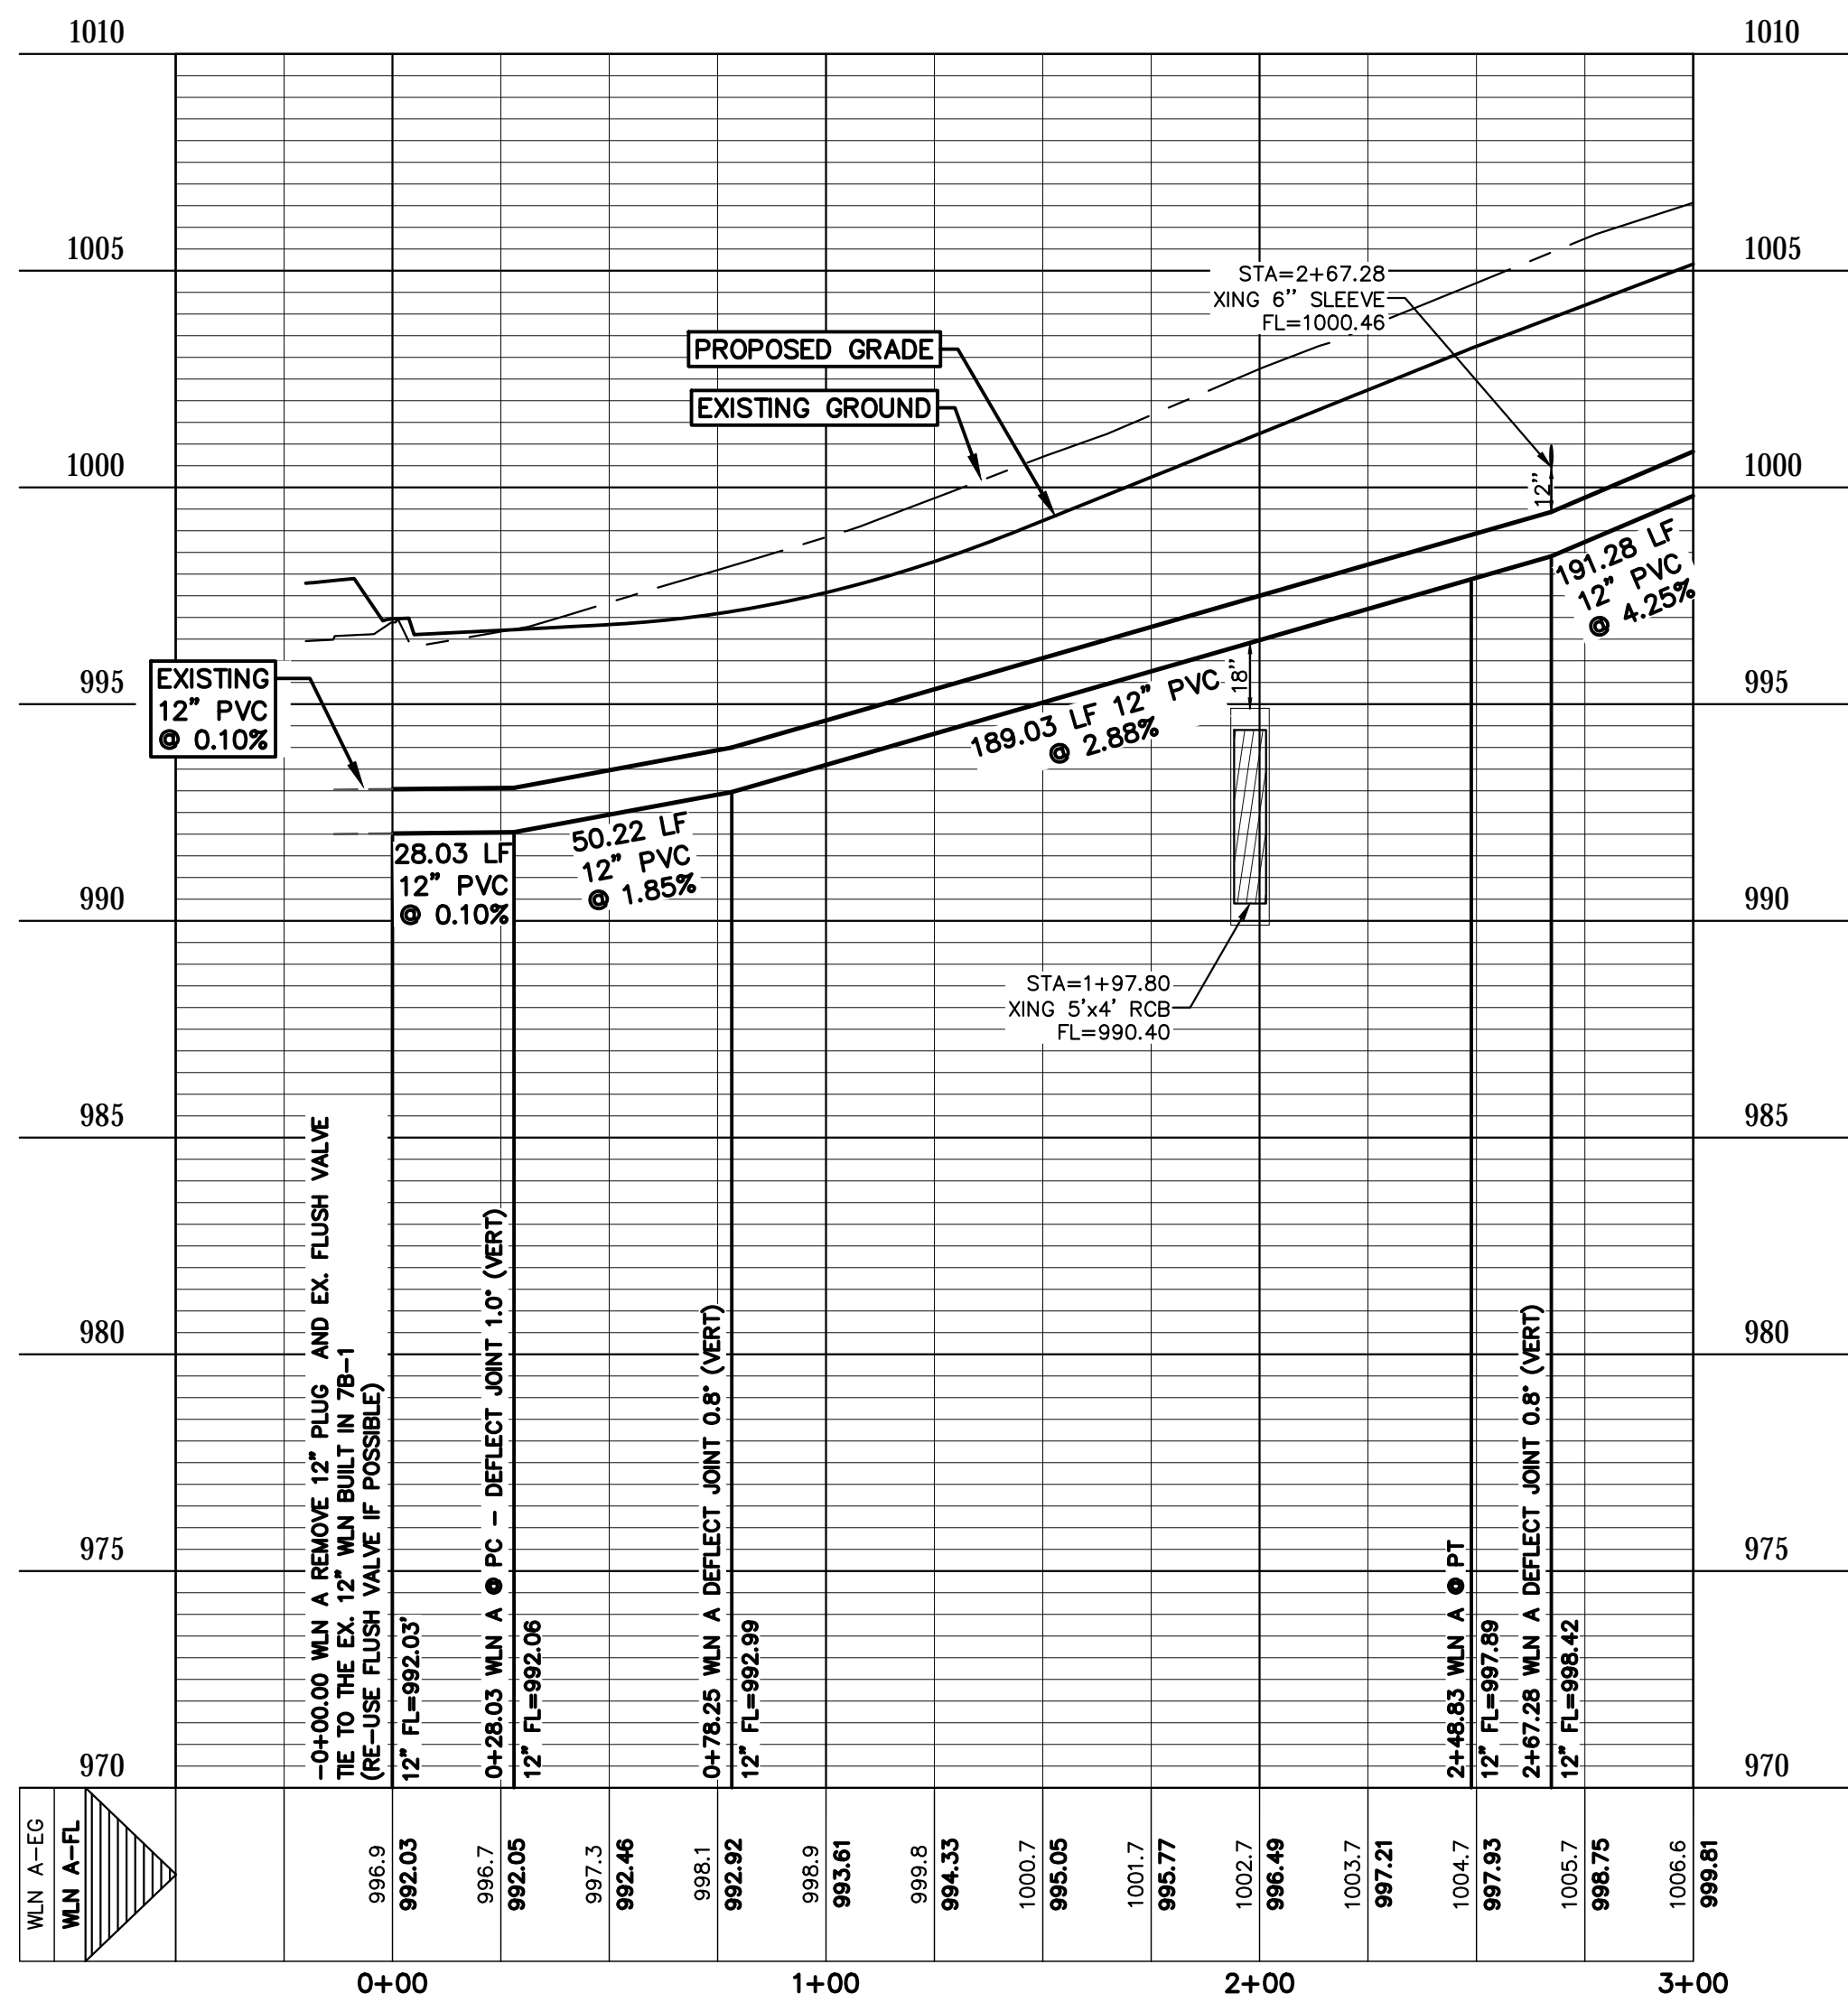 1010
1010
1005
1005
STA=2+67.28
XING 6" SLEEVE
FL=1000.46
PROPOSED GRADE
EXISTING GROUND
1000
1000
12"
191.28 LF
12" PVC
@ 4.25%
EXISTING
12" PVC
@ 0.10%
995
995
18"
189.03 LF 12" PVC
@ 2.88%
28.03 LF
12" PVC
@ 0.10%
50.22 LF
12" PVC
@ 1.85%
990
990
STA=1+97.80
XING 5'x4' RCB
FL=990.40
985
985
980
980
975
975
970
970
-0+00.00 WLN A REMOVE 12" PLUG AND EX. FLUSH VALVE
TIE TO THE EX. 12" WLN BUILT IN 7B-1
(RE-USE FLUSH VALVE IF POSSIBLE)
12" FL=992.03'
0+28.03 WLN A @ PC - DEFLECT JOINT 1.0° (VERT)
12" FL=992.06
0+78.25 WLN A DEFLECT JOINT 0.8° (VERT)
12" FL=992.99
2+48.83 WLN A @ PT
12" FL=997.89
2+67.28 WLN A DEFLECT JOINT 0.8° (VERT)
12" FL=998.42
WLN A-EG
WLN A-FL
996.9
992.03
996.7
992.05
997.3
992.46
998.1
992.92
998.9
993.61
999.8
994.33
1000.7
995.05
1001.7
995.77
1002.7
996.49
1003.7
997.21
1004.7
997.93
1005.7
998.75
1006.6
999.81
0+00
1+00
2+00
3+00